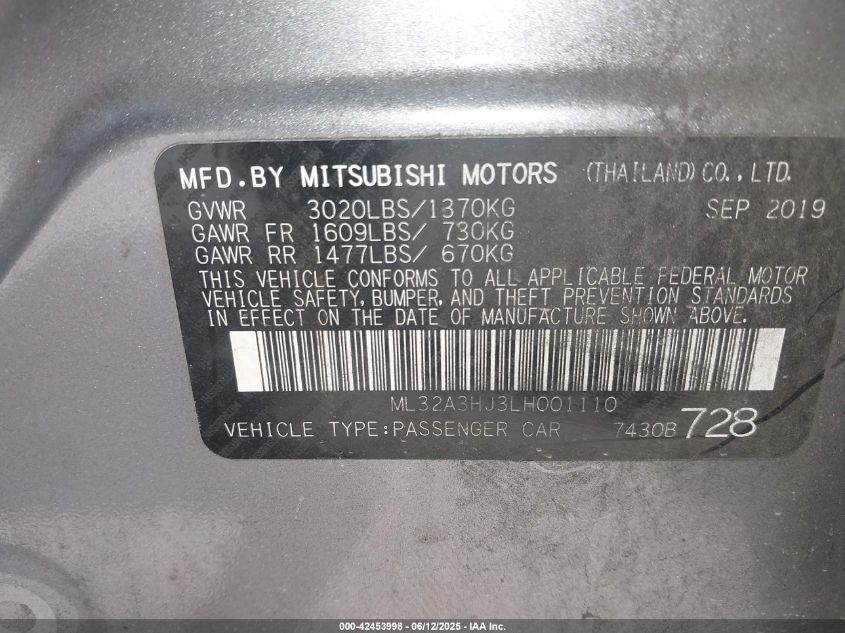 MFD.BY MITSUBISHI MOTORS (THAILAND) CO., LTD.
GVWR 3020LBS/1370KG SEP 2019
GAWR FR 1609LBS/ 730KG
GAWR RR 1477LBS/ 670KG
THIS VEHICLE CONFORMS TO ALL APPLICABLE FEDERAL MOTOR
VEHICLE SAFETY, BUMPER, AND THEFT PREVENTION STANDARDS
IN EFFECT ON THE DATE OF MANUFACTURE SHOWN ABOVE.
ML32A3HJ3LH001110
VEHICLE TYPE:PASSENGER CAR 7430B 728
000-42453998 - 06/12/2025 - IAA Inc.